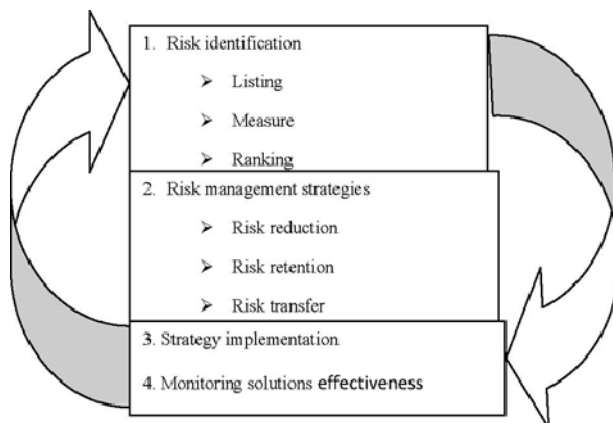 1. Risk identification
➢ Listing
➢ Measure
➢ Ranking
2. Risk management strategies
➢ Risk reduction
➢ Risk retention
➢ Risk transfer
3. Strategy implementation
4. Monitoring solutions effectiveness